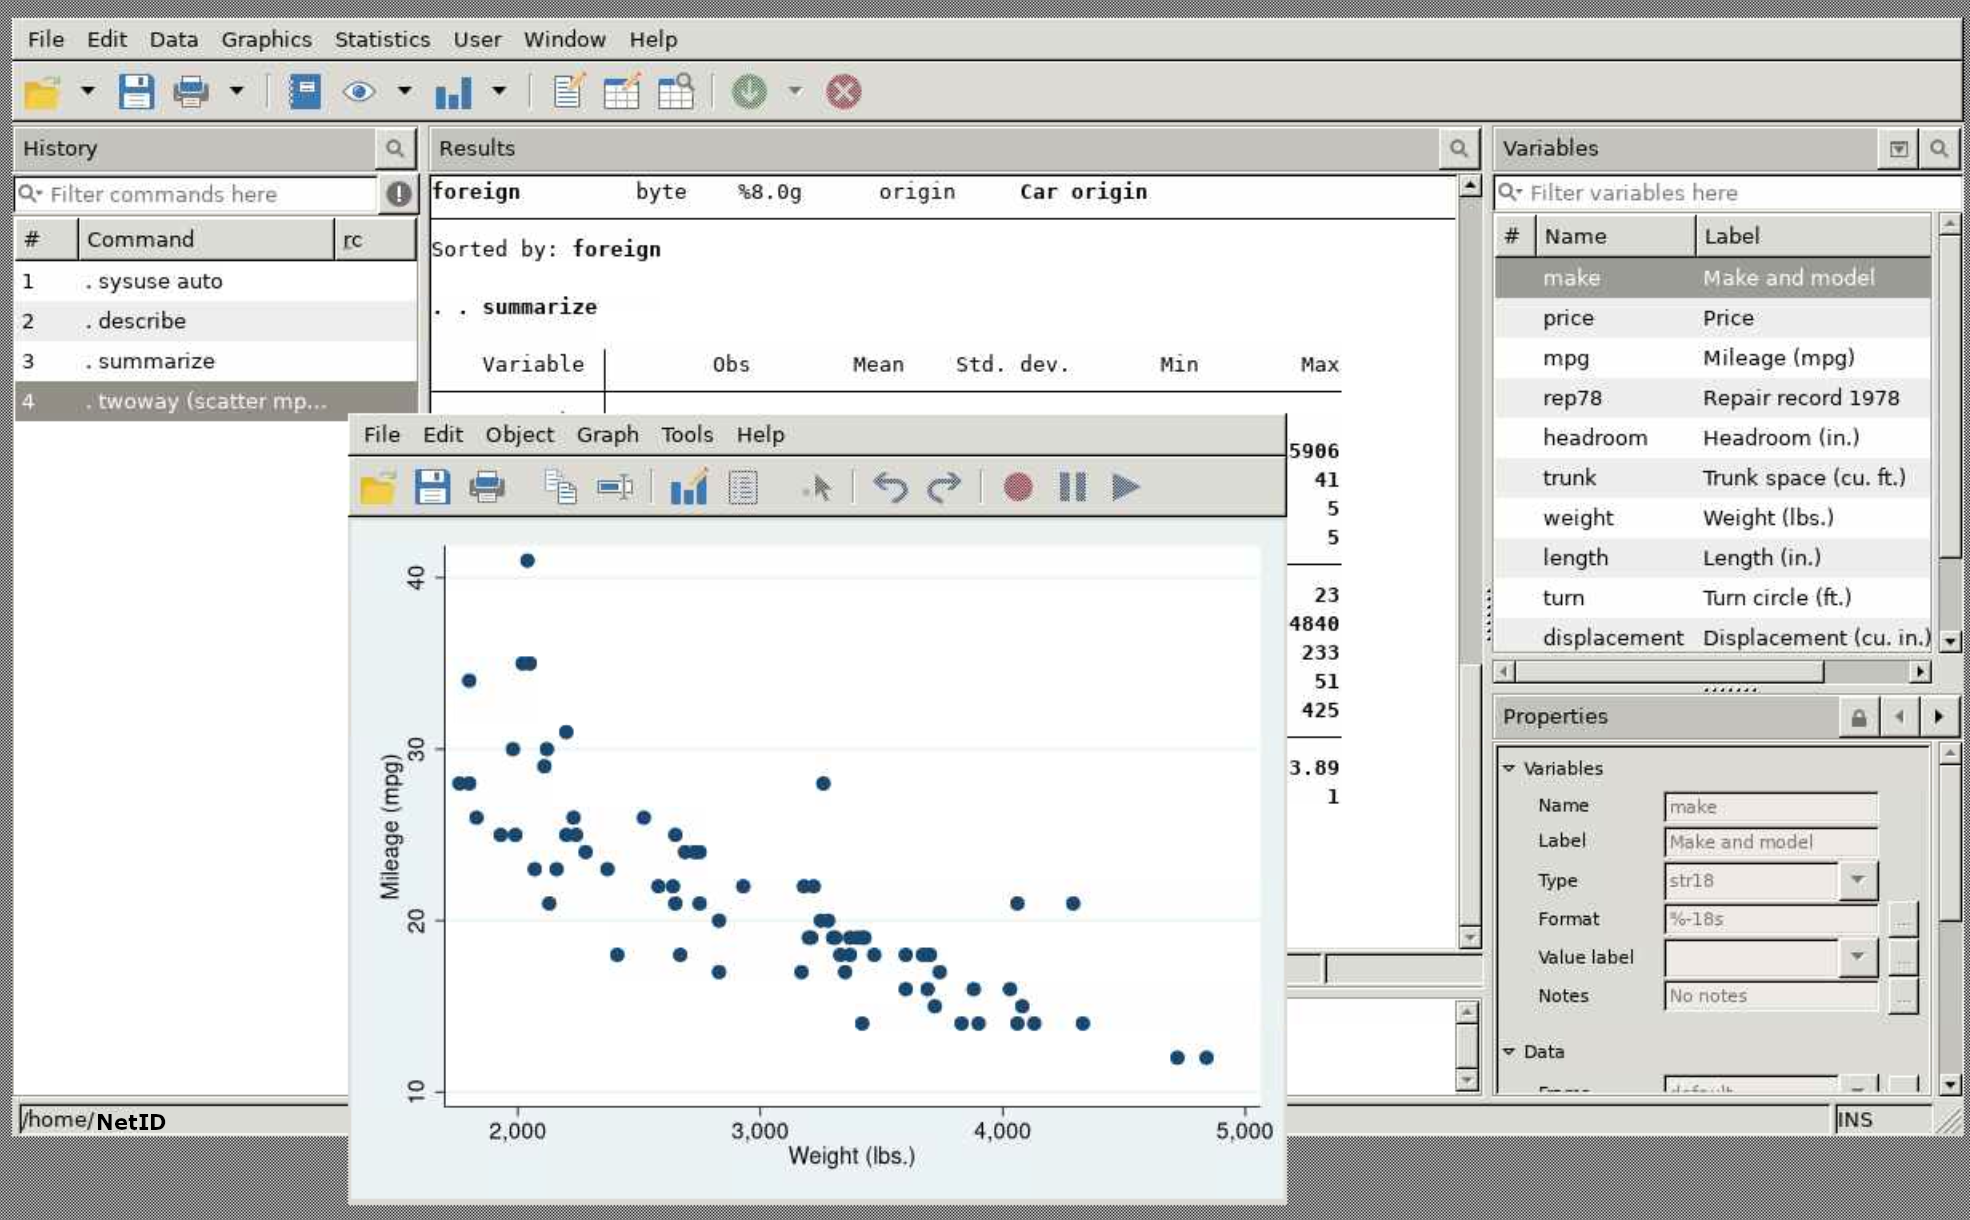 File Edit Data Graphics Statistics User Window Help
History
Filter commands here
# Command rc
1 . sysuse auto
2 . describe
3 . summarize
4 . twoway (scatter mp...
Results
foreign byte %8.0g origin Car origin
Sorted by: foreign
. . summarize
Variable Obs Mean Std. dev. Min Max
5906
41
5
5
23
4840
233
51
425
3.89
1
File Edit Object Graph Tools Help
Mileage (mpg)
40
30
20
10
2,000 3,000 4,000 5,000
Weight (lbs.)
Variables
Filter variables here
# Name Label
make Make and model
price Price
mpg Mileage (mpg)
rep78 Repair record 1978
headroom Headroom (in.)
trunk Trunk space (cu. ft.)
weight Weight (lbs.)
length Length (in.)
turn Turn circle (ft.)
displacement Displacement (cu. in.)
Properties
Variables
Name make
Label Make and model
Type str18
Format %-18s ...
Value label ...
Notes No notes ...
Data
/home/NetID
INS